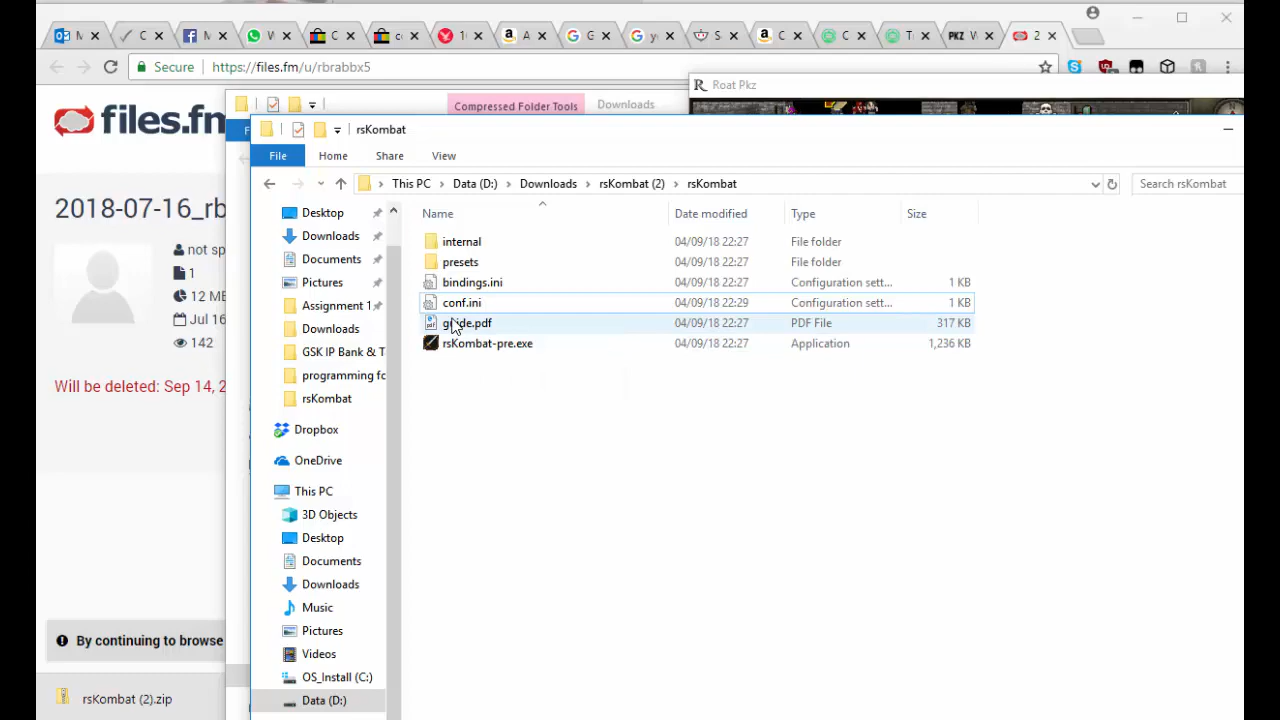 M
C
M
V
C
c
1
A
G
y
S
C
C
T
PKZ W
2
Secure
https://files.fm/u/rbrabbx5
files.fm
2018-07-16_rb
not sp
1
12 MB
Jul 16
142
Will be deleted: Sep 14, 2
By continuing to browse
rsKombat (2).zip
Compressed Folder Tools
Downloads
Roat Pkz
rsKombat
File
Home
Share
View
This PC
Data (D:)
Downloads
rsKombat (2)
rsKombat
Search rsKombat
Name
Date modified
Type
Size
internal 04/09/18 22:27 File folder
presets 04/09/18 22:27 File folder
bindings.ini 04/09/18 22:27 Configuration sett... 1 KB
conf.ini 04/09/18 22:29 Configuration sett... 1 KB
guide.pdf 04/09/18 22:27 PDF File 317 KB
rsKombat-pre.exe 04/09/18 22:27 Application 1,236 KB
Desktop
Downloads
Documents
Pictures
Assignment 1
Downloads
GSK IP Bank & T
programming fo
rsKombat
Dropbox
OneDrive
This PC
3D Objects
Desktop
Documents
Downloads
Music
Pictures
Videos
OS_Install (C:)
Data (D:)